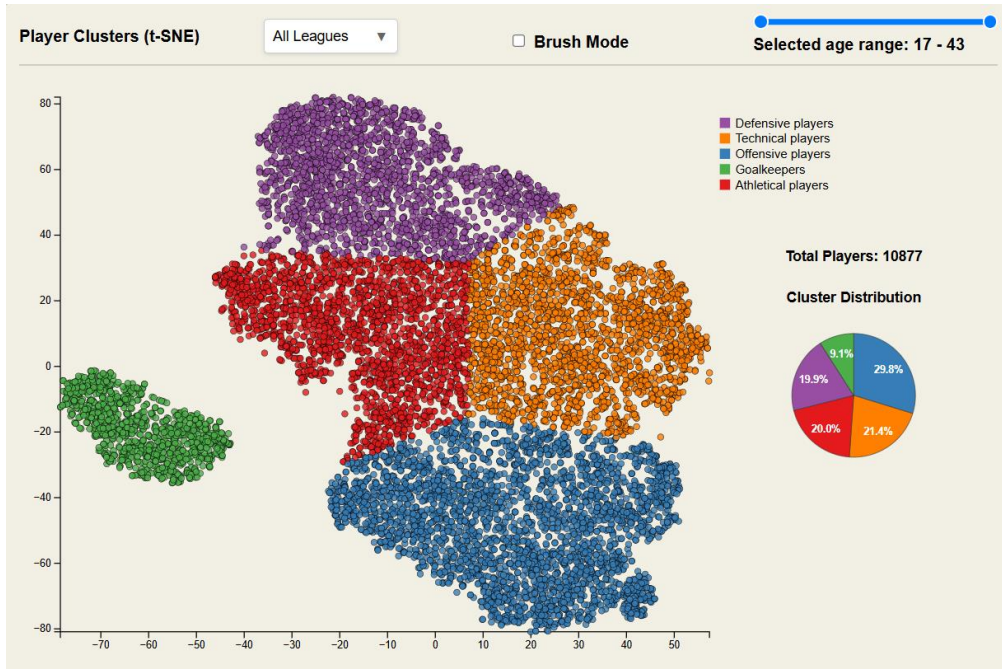 Player Clusters (t-SNE)
All Leagues ▼
Brush Mode
Selected age range: 17 - 43
Defensive players
Technical players
Offensive players
Goalkeepers
Athletical players
Total Players: 10877
Cluster Distribution
9.1%
29.8%
19.9%
20.0%
21.4%
80
60
40
20
0
−20
−40
−60
−80
−70 −60 −50 −40 −30 −20 −10 0 10 20 30 40 50